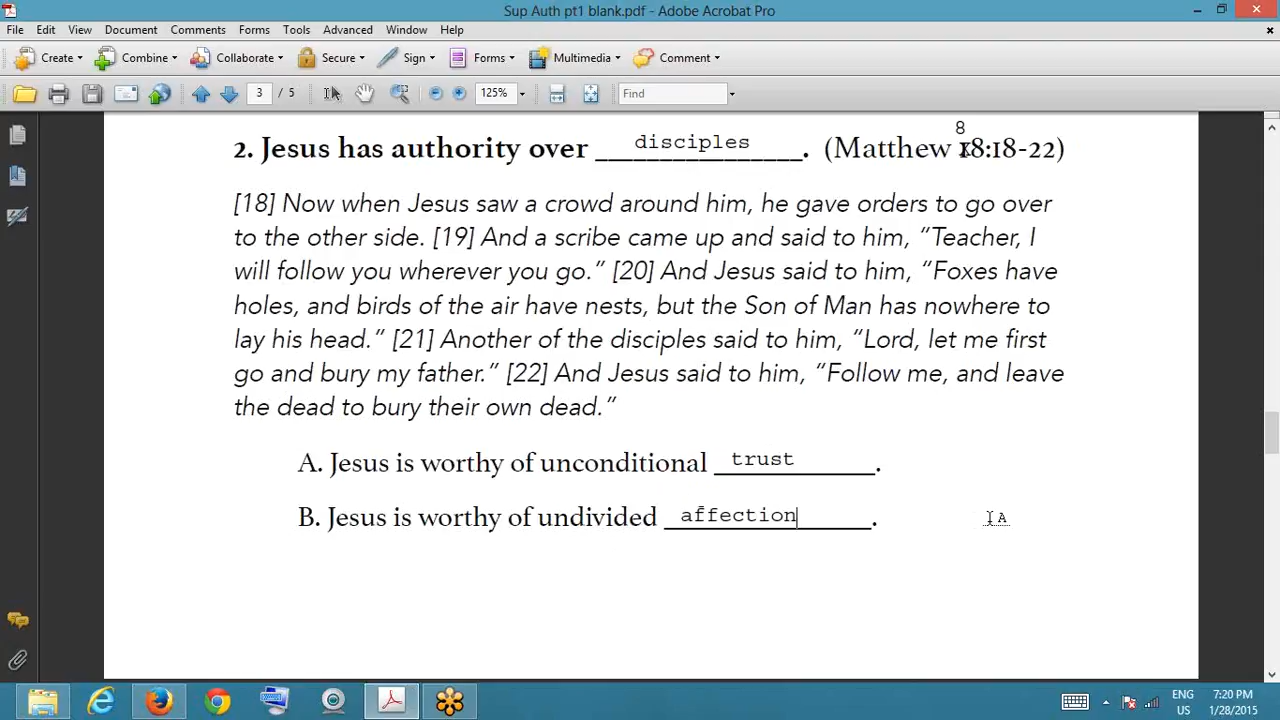 Sup Auth pt1 blank.pdf - Adobe Acrobat Pro
File Edit View Document Comments Forms Tools Advanced Window Help
Create Combine Collaborate Secure Sign Forms Multimedia Comment
3 / 5 125% Find
8
2. Jesus has authority over disciples. (Matthew 18:18-22)
[18] Now when Jesus saw a crowd around him, he gave orders to go over
to the other side. [19] And a scribe came up and said to him, “Teacher, I
will follow you wherever you go.” [20] And Jesus said to him, “Foxes have
holes, and birds of the air have nests, but the Son of Man has nowhere to
lay his head.” [21] Another of the disciples said to him, “Lord, let me first
go and bury my father.” [22] And Jesus said to him, “Follow me, and leave
the dead to bury their own dead.”
A. Jesus is worthy of unconditional trust.
B. Jesus is worthy of undivided affection.
A
ENG 7:20 PM
US 1/28/2015